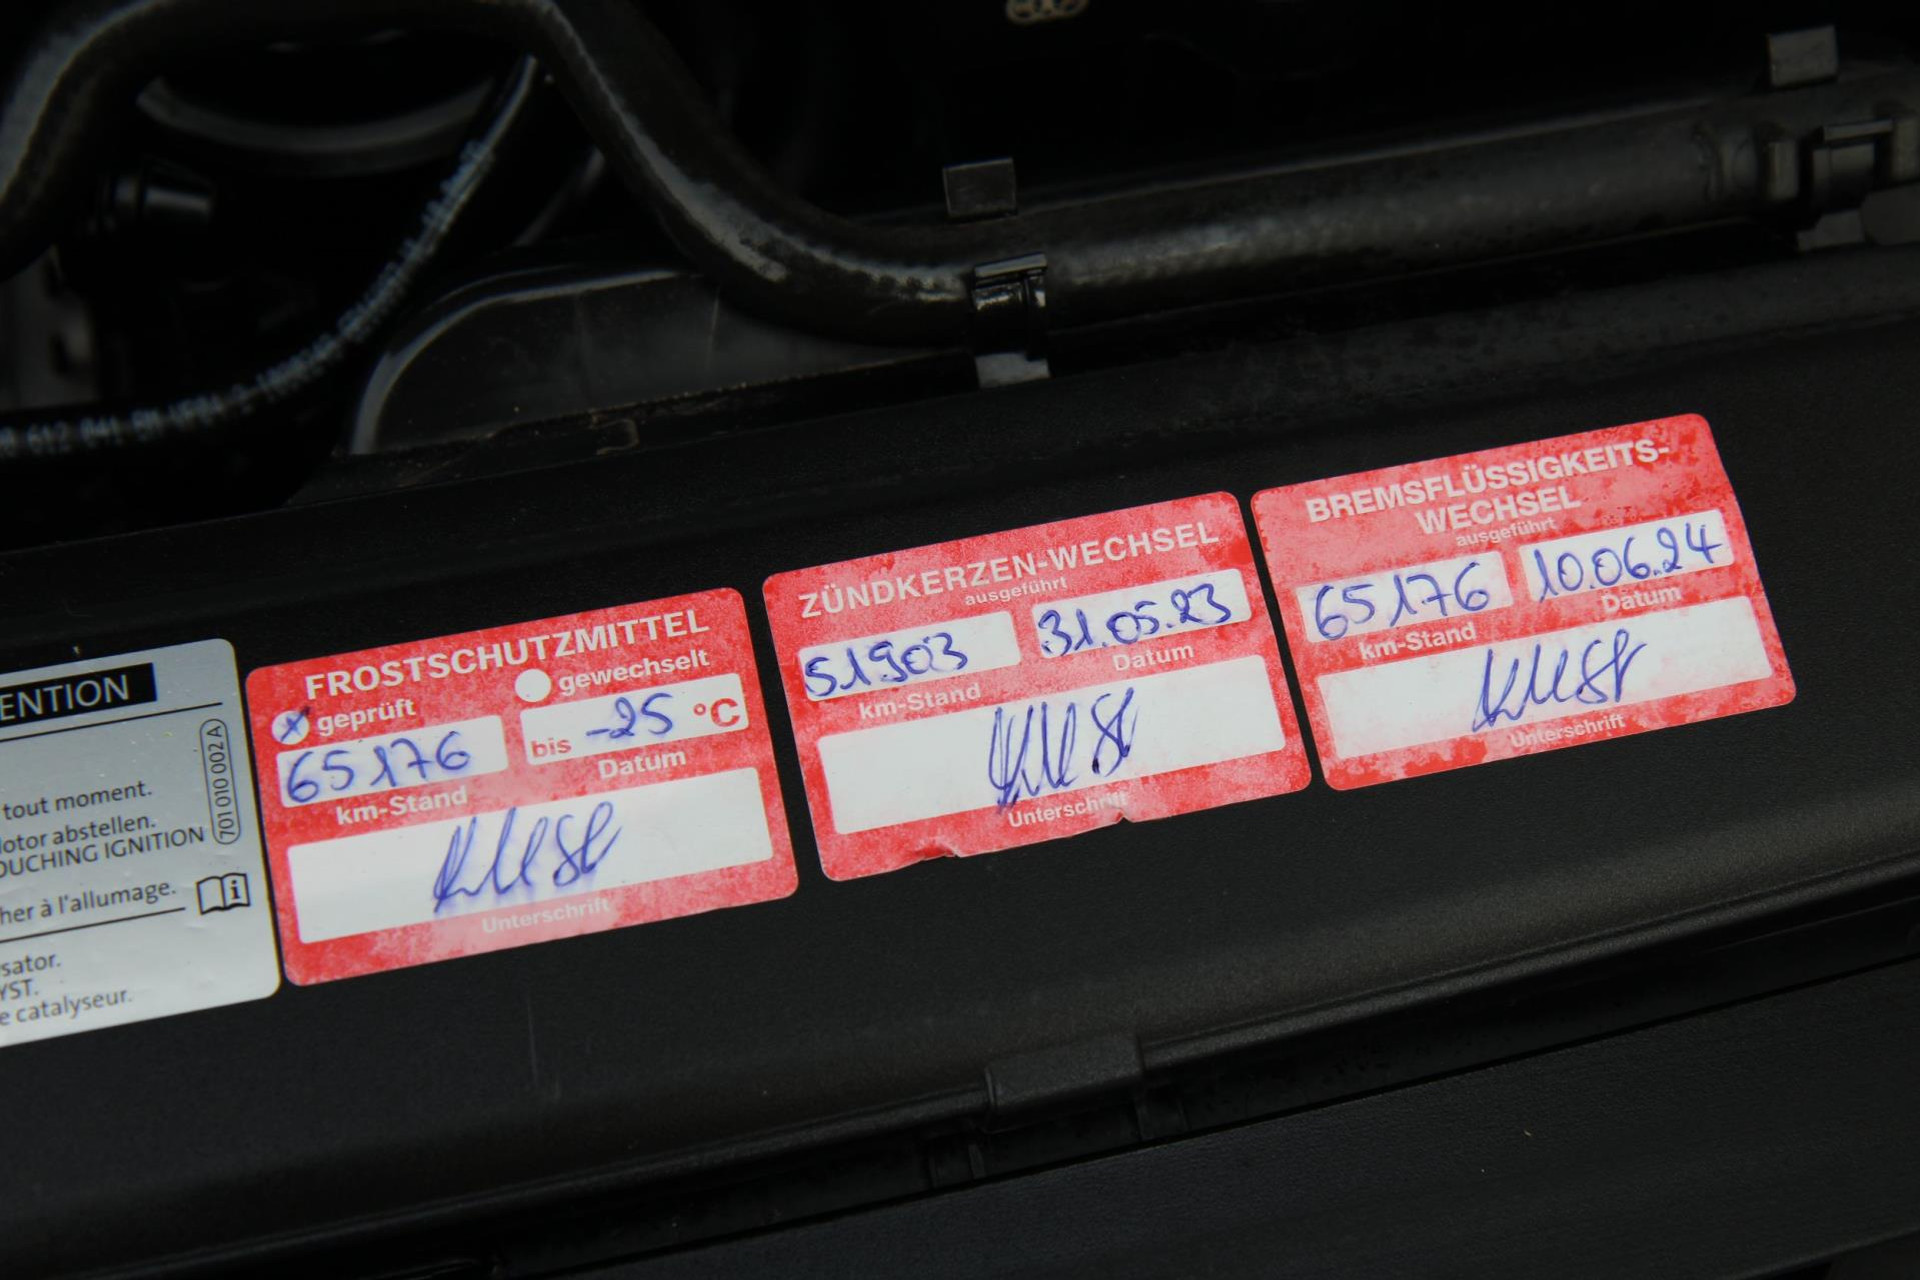 ENTION
tout moment.
otor abstellen.
OUCHING IGNITION
her à l'allumage.
sator.
YST.
e catalyseur.
701 010 002 A
FROSTSCHUTZMITTEL
geprüft
gewechselt
65176
bis -25 °C
km-Stand
Datum
Unterschrift
ZÜNDKERZEN-WECHSEL
ausgeführt
51903
31.05.23
km-Stand
Datum
Unterschrift
BREMSFLÜSSIGKEITS-
WECHSEL
ausgeführt
65176
10.06.24
km-Stand
Datum
Unterschrift